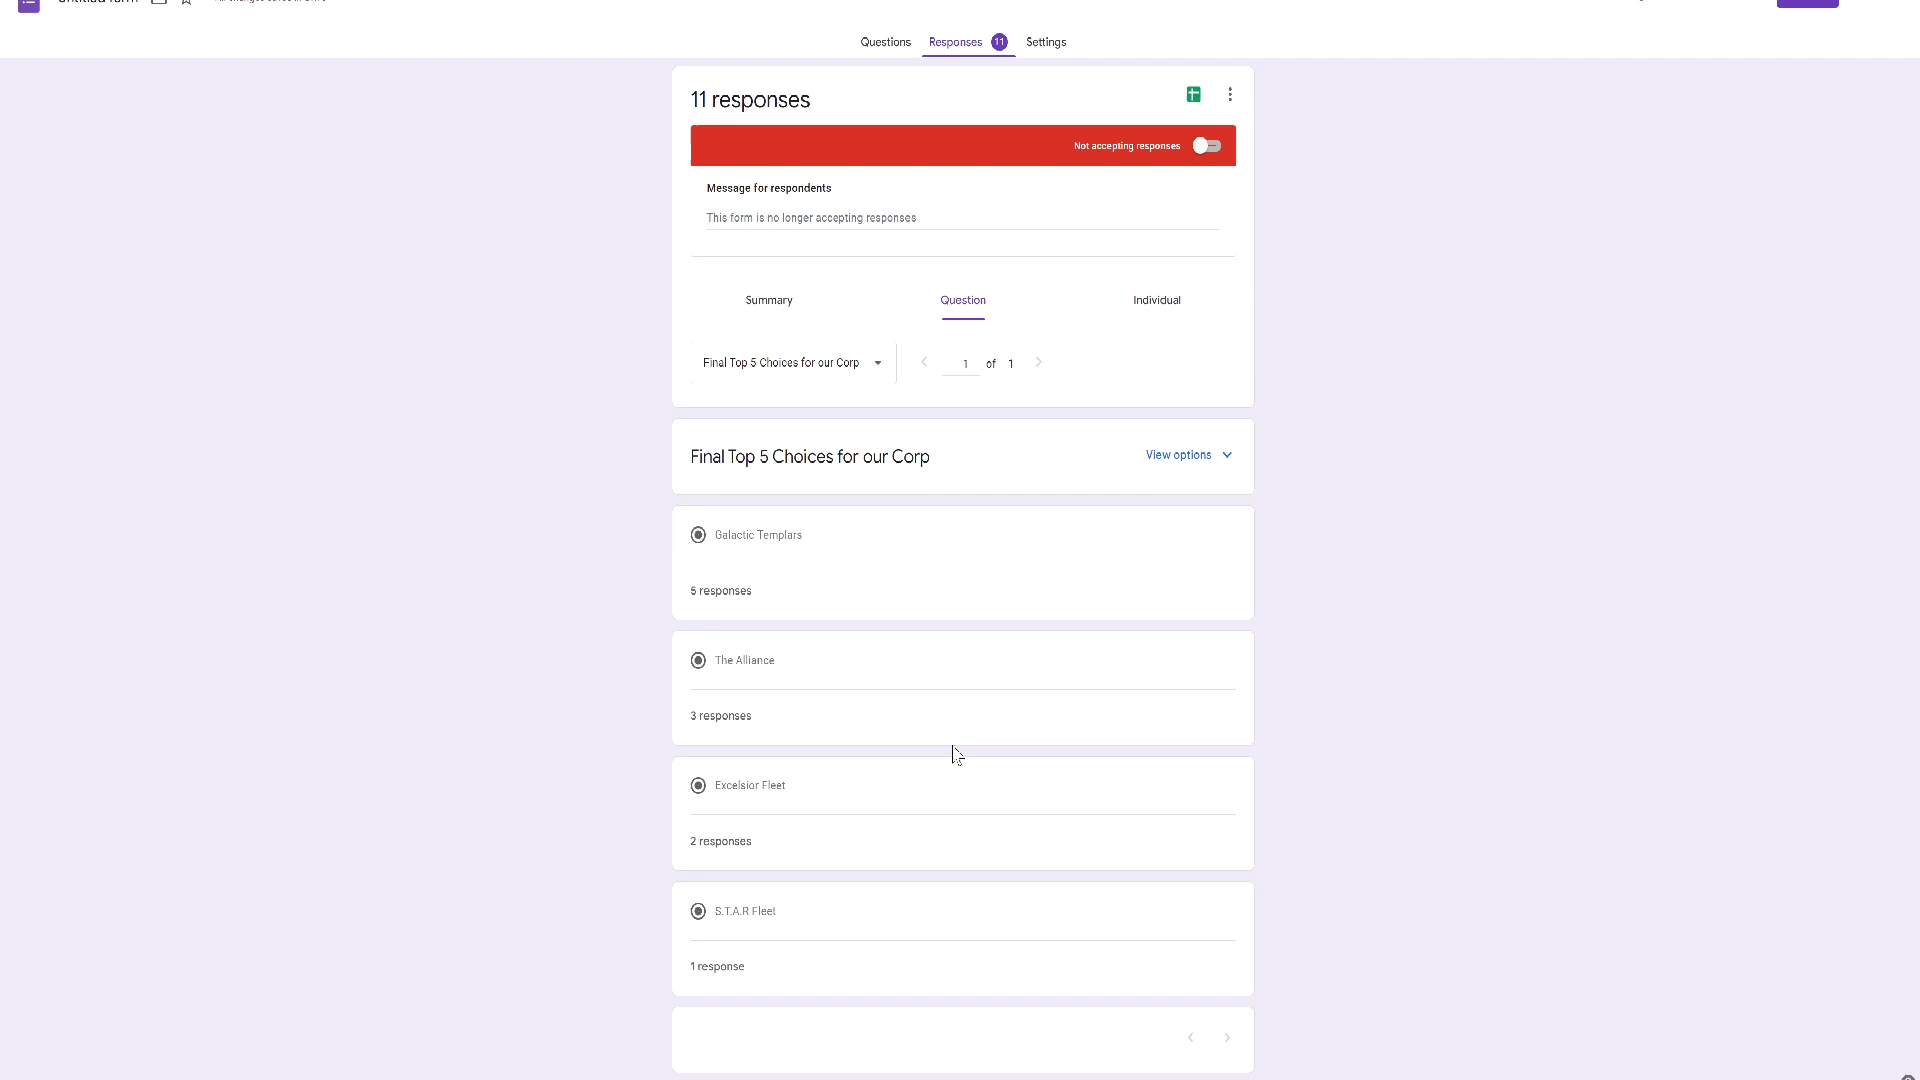 Questions Responses 11 Settings
11 responses
Not accepting responses
Message for respondents
This form is no longer accepting responses
Summary Question Individual
Final Top 5 Choices for our Corp 1 of 1
Final Top 5 Choices for our Corp View options
Galactic Templars
5 responses
The Alliance
3 responses
Excelsior Fleet
2 responses
S.T.A.R Fleet
1 response